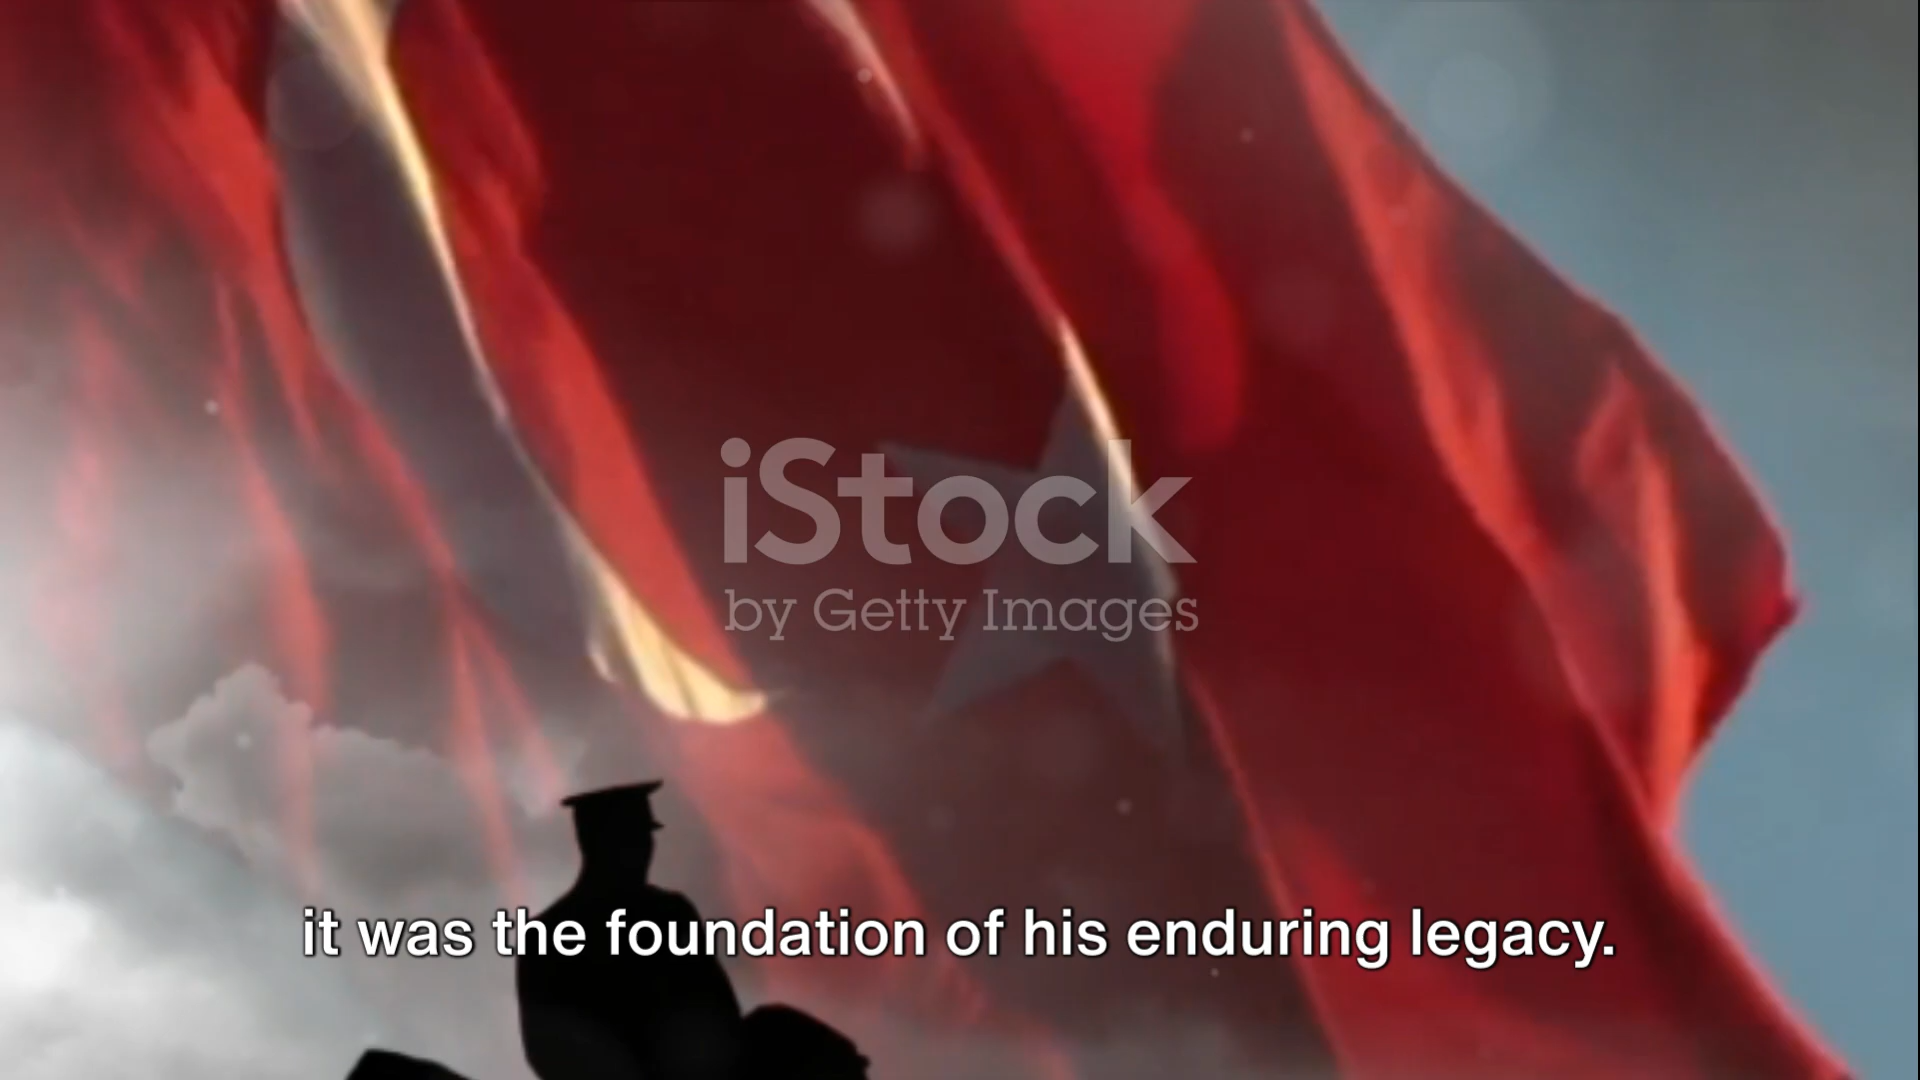 iStock
by Getty Images
it was the foundation of his enduring legacy.